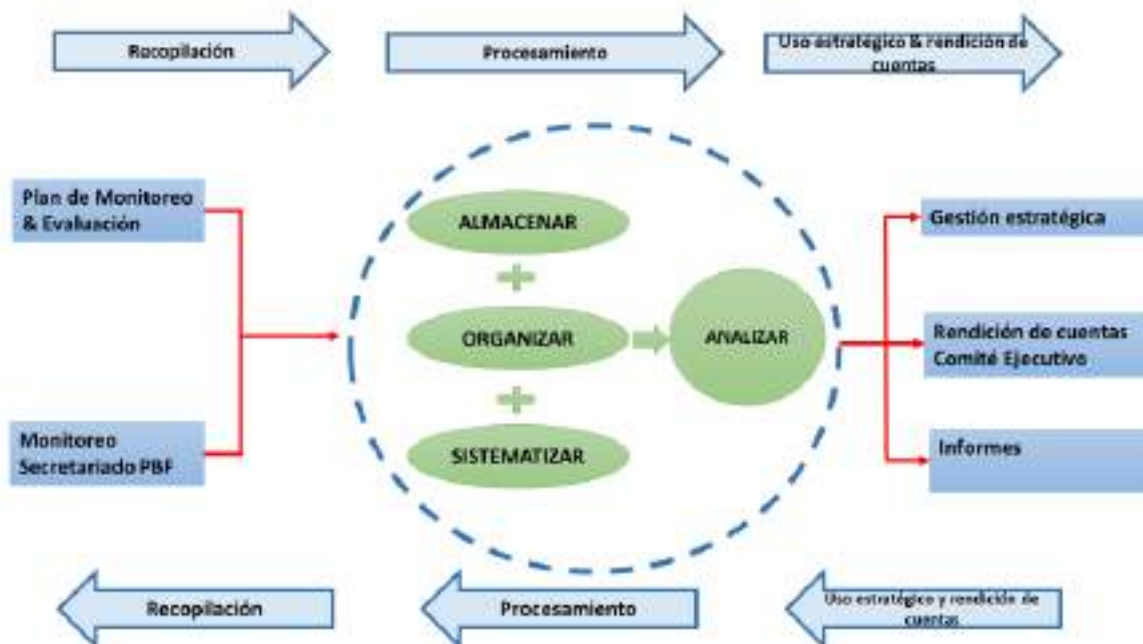 Recopilación
Procesamiento
Uso estratégico & rendición de
cuentas
Plan de Monitoreo
& Evaluación
ALMACENAR
Gestión estratégica
ORGANIZAR
ANALIZAR
Rendición de cuentas
Comité Ejecutivo
Monitoreo
Secretariado PBF
SISTEMATIZAR
Informes
Recopilación
Procesamiento
Uso estratégico y rendición de
cuentas